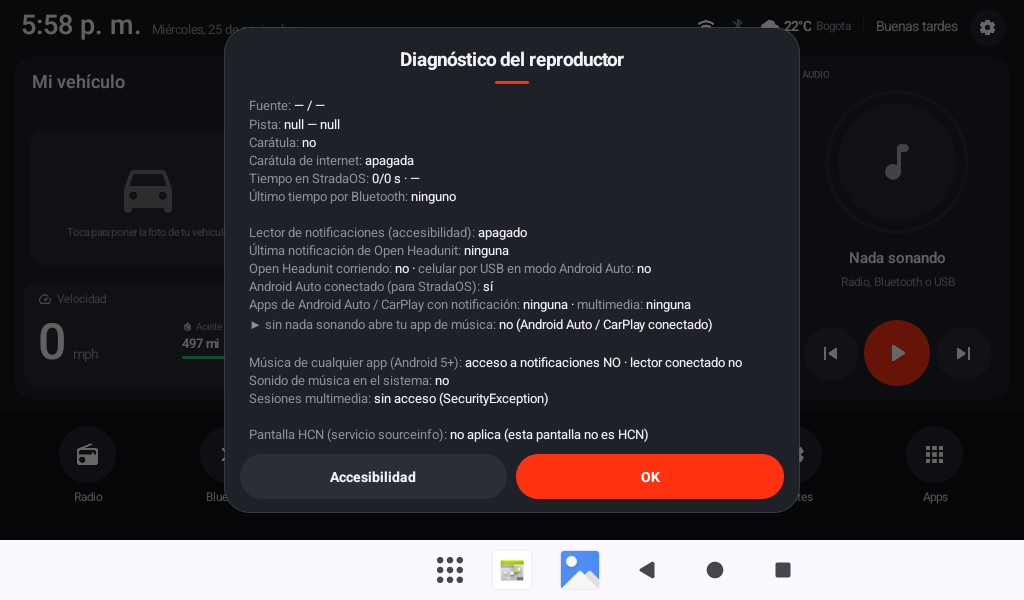 5:58 p. m. Miércoles, 25 de noviembre 22°C Bogota Buenas tardes
Mi vehículo
Toca para poner la foto de tu vehícul
Velocidad
0 mph
Aceite
497 mi
Diagnóstico del reproductor
Fuente: — / —
Pista: null — null
Carátula: no
Carátula de internet: apagada
Tiempo en StradaOS: 0/0 s · —
Último tiempo por Bluetooth: ninguno
Lector de notificaciones (accesibilidad): apagado
Última notificación de Open Headunit: ninguna
Open Headunit corriendo: no · celular por USB en modo Android Auto: no
Android Auto conectado (para StradaOS): sí
Apps de Android Auto / CarPlay con notificación: ninguna · multimedia: ninguna
► sin nada sonando abre tu app de música: no (Android Auto / CarPlay conectado)
Música de cualquier app (Android 5+): acceso a notificaciones NO · lector conectado no
Sonido de música en el sistema: no
Sesiones multimedia: sin acceso (SecurityException)
Pantalla HCN (servicio sourceinfo): no aplica (esta pantalla no es HCN)
Accesibilidad
OK
AUDIO
Nada sonando
Radio, Bluetooth o USB
Radio
Blue
tes
Apps